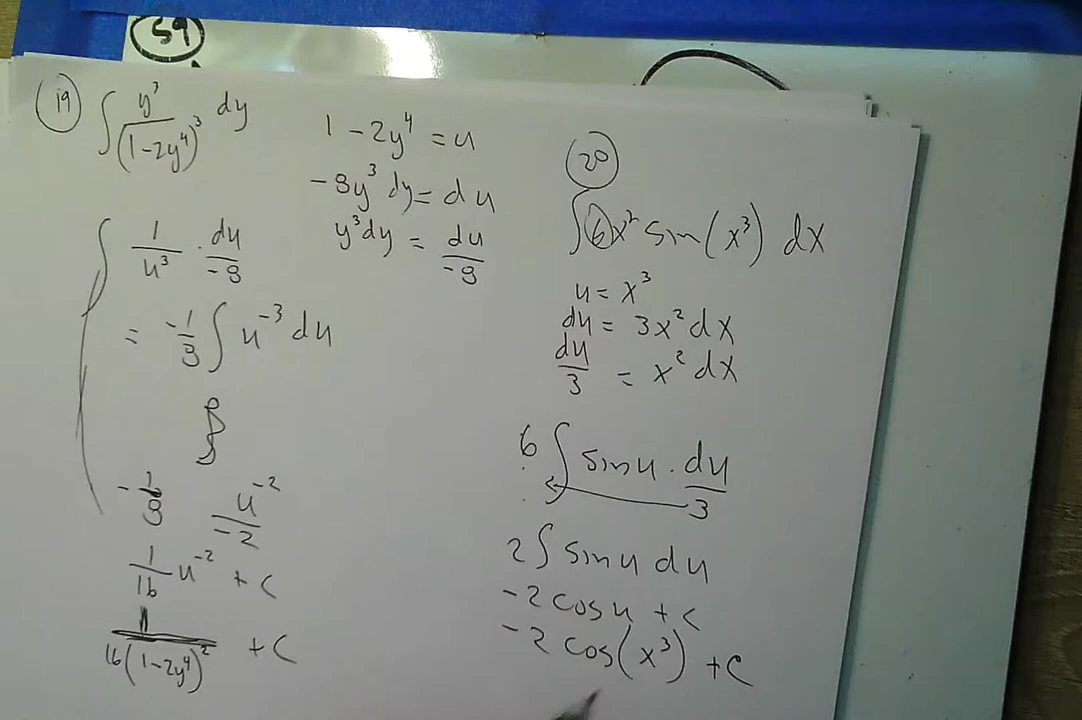 59
19 ∫ y³/(1-2y⁴)³ dy
1 - 2y⁴ = u
-8y³ dy = du
y³dy = du/-8
∫ 1/u³ · du/-8
= -1/8 ∫ u⁻³ du
-1/8 u⁻²/-2
1/16 u⁻² + C
1/16(1-2y⁴)² + C
20
∫ 6x² sin(x³) dx
u = x³
du = 3x² dx
du/3 = x² dx
6 ∫ sin u · du/3
2 ∫ sin u du
-2 cos u + C
-2 cos(x³) + C